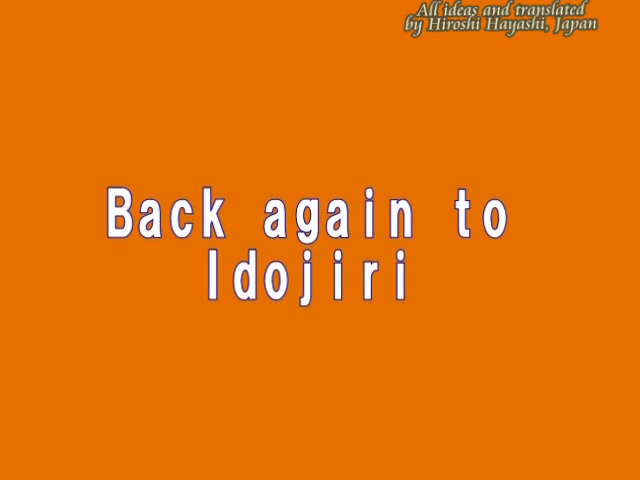 All ideas and translated
by Hiroshi Hayashi, Japan
Back again to
Idojiri